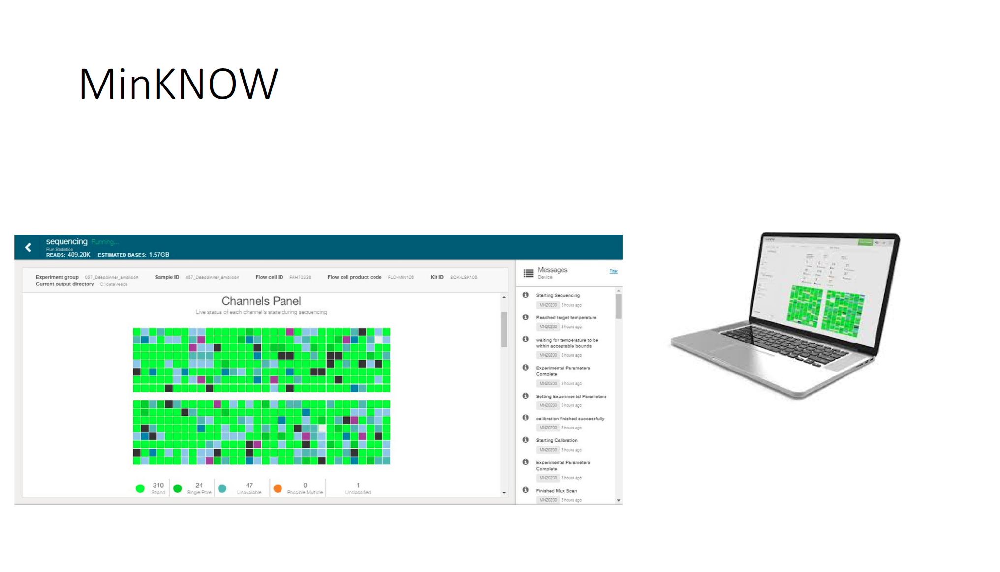 MinKNOW
sequencing Running...
Run Statistics
READS: 409.20K ESTIMATED BASES: 1.57GB
Experiment group 057_Deepbinner_amplicon Sample ID 057_Deepbinner_amplicon Flow cell ID FAH70336 Flow cell product code FLO-MIN106 Kit ID SQK-LSK108
Current output directory C:\data\reads
Channels Panel
Live status of each channel's state during sequencing
310 Strand
24 Single Pore
47 Unavailable
0 Possible Multiple
1 Unclassified
Messages
Device
Filter
Starting Sequencing
MN20200 3 hours ago
Reached target temperature
MN20200 3 hours ago
waiting for temperature to be
within acceptable bounds
MN20200 3 hours ago
Experimental Parameters
Complete
MN20200 3 hours ago
Setting Experimental Parameters
MN20200 3 hours ago
calibration finished successfully
MN20200 3 hours ago
Starting Calibration
MN20200 3 hours ago
Experimental Parameters
Complete
MN20200 3 hours ago
Finished Mux Scan
MN20200 3 hours ago